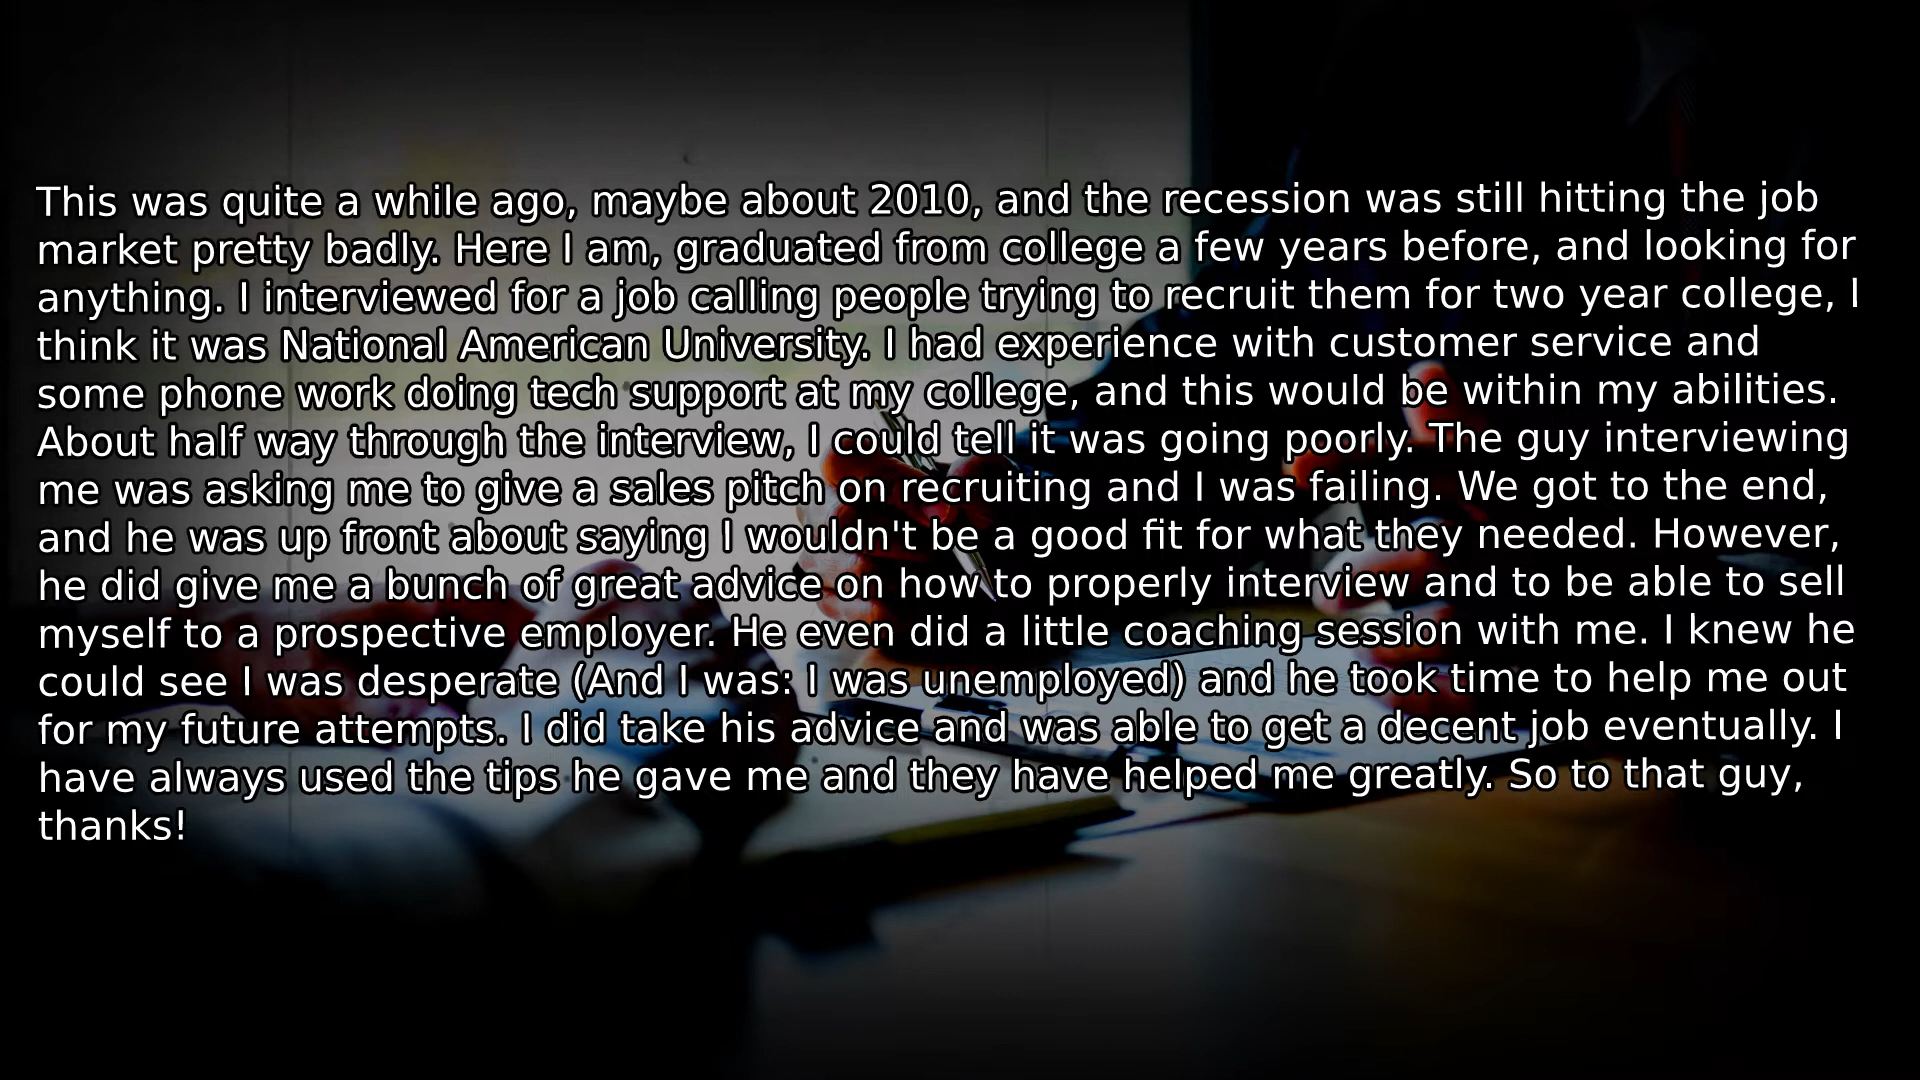 This was quite a while ago, maybe about 2010, and the recession was still hitting the job
market pretty badly. Here I am, graduated from college a few years before, and looking for
anything. I interviewed for a job calling people trying to recruit them for two year college, I
think it was National American University. I had experience with customer service and
some phone work doing tech support at my college, and this would be within my abilities.
About half way through the interview, I could tell it was going poorly. The guy interviewing
me was asking me to give a sales pitch on recruiting and I was failing. We got to the end,
and he was up front about saying I wouldn't be a good fit for what they needed. However,
he did give me a bunch of great advice on how to properly interview and to be able to sell
myself to a prospective employer. He even did a little coaching session with me. I knew he
could see I was desperate (And I was: I was unemployed) and he took time to help me out
for my future attempts. I did take his advice and was able to get a decent job eventually. I
have always used the tips he gave me and they have helped me greatly. So to that guy,
thanks!